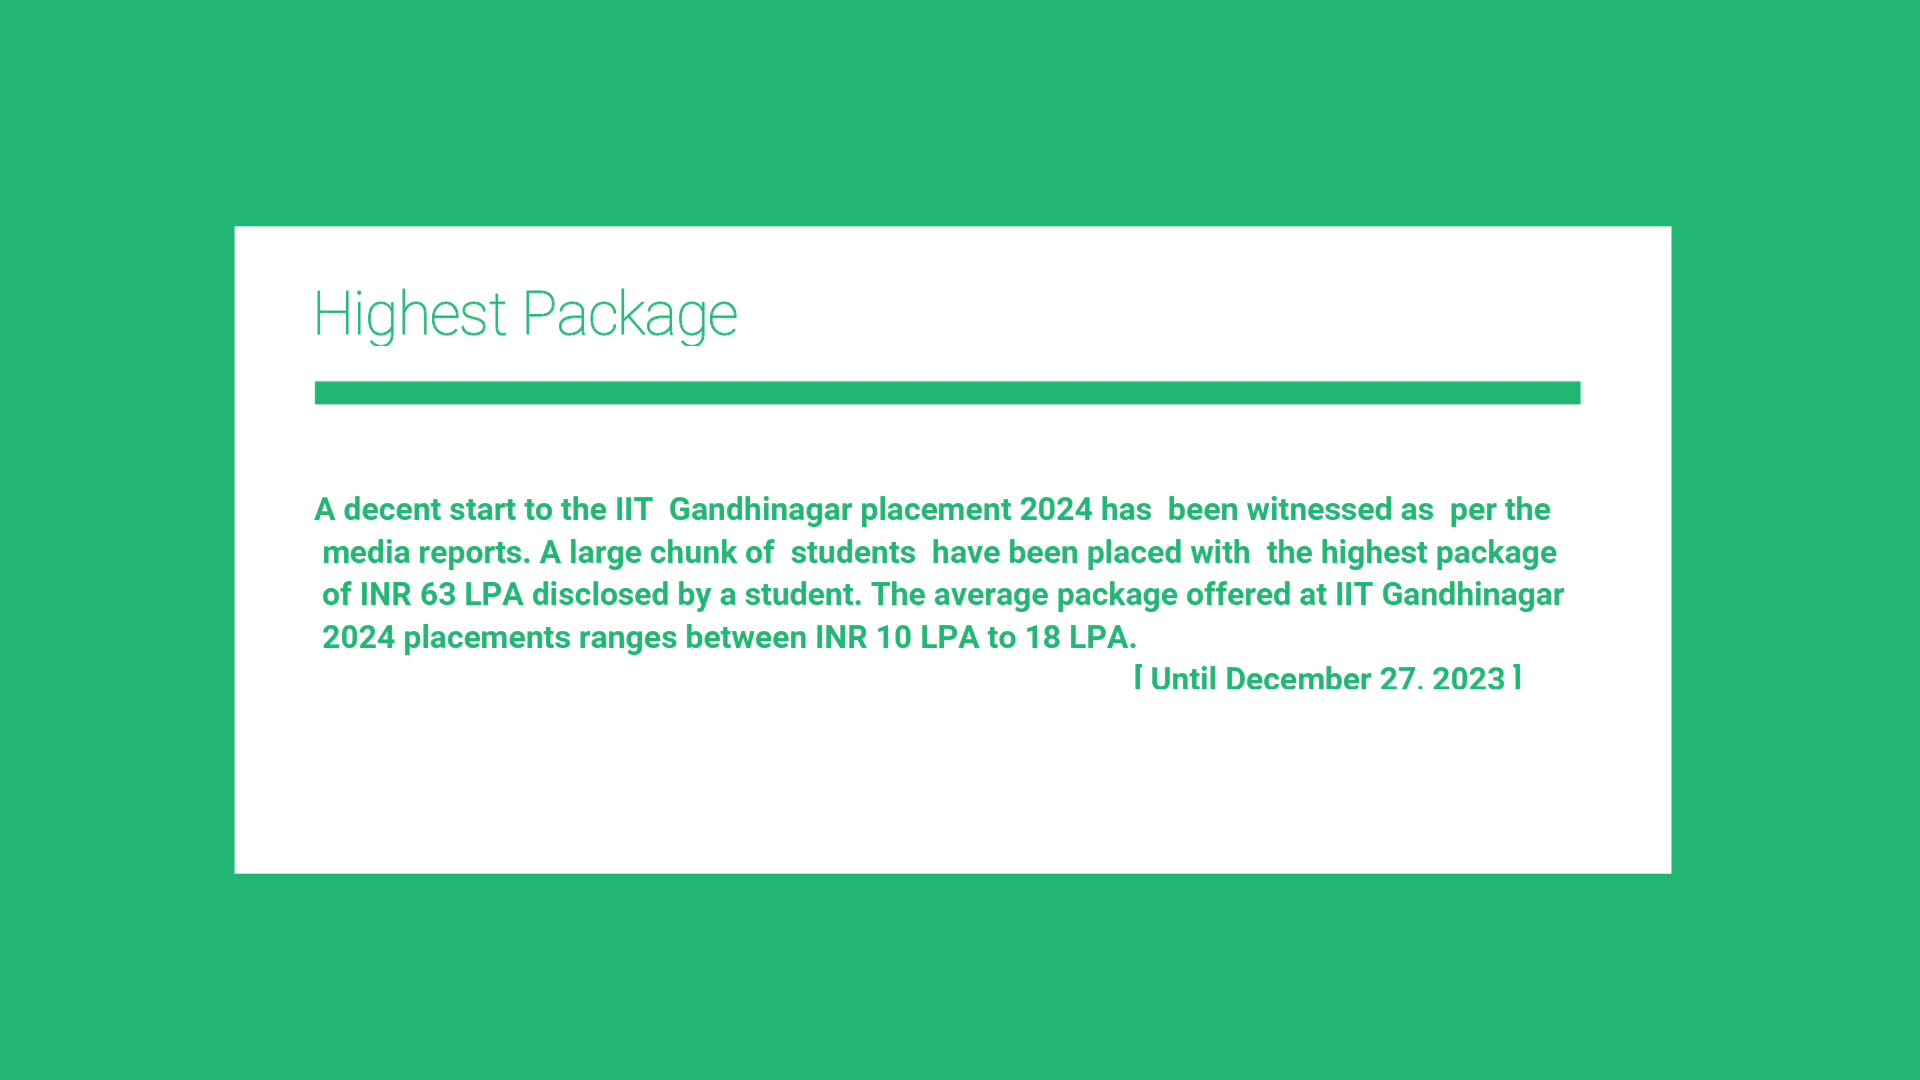 Highest Package
A decent start to the IIT  Gandhinagar placement 2024 has  been witnessed as  per the
media reports. A large chunk of  students  have been placed with  the highest package
of INR 63 LPA disclosed by a student. The average package offered at IIT Gandhinagar
2024 placements ranges between INR 10 LPA to 18 LPA.
[ Until December 27, 2023 ]